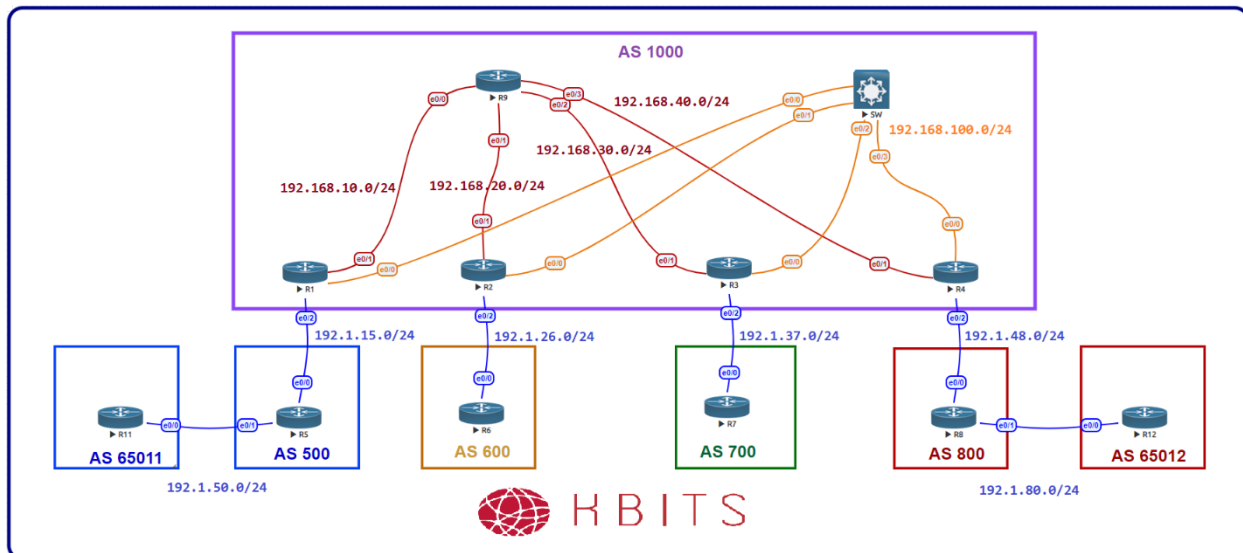 AS 1000
e0/0
R9
e0/3
e0/2
e0/1
192.168.40.0/24
e0/0
e0/1
SW
e0/2
192.168.100.0/24
e0/3
192.168.30.0/24
192.168.10.0/24
192.168.20.0/24
e0/1
e0/0
e0/1
e0/0
e0/1
e0/0
e0/1
e0/0
R1
R2
R3
R4
e0/2
192.1.15.0/24
e0/2
192.1.26.0/24
e0/2
192.1.37.0/24
e0/2
192.1.48.0/24
e0/0
e0/0
e0/0
e0/0
R11
e0/0
e0/1
R5
R6
R7
R8
e0/1
e0/0
R12
AS 65011
AS 500
AS 600
AS 700
AS 800
AS 65012
192.1.50.0/24
192.1.80.0/24
KBITS